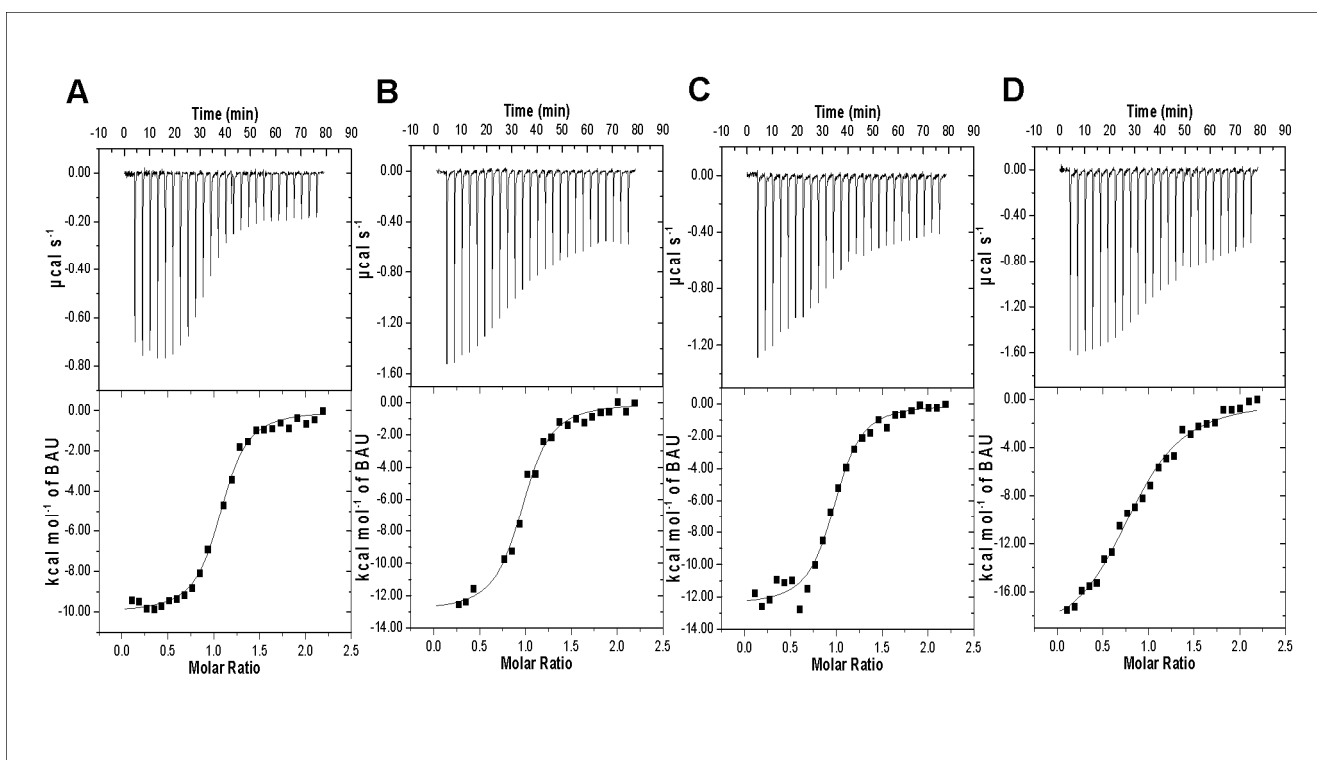 A
Time (min)
-10 0 10 20 30 40 50 60 70 80 90
0.00
-0.20
-0.40
-0.60
-0.80
µcal s⁻¹
0.00
-2.00
-4.00
-6.00
-8.00
-10.00
kcal mol⁻¹ of BAU
0.0 0.5 1.0 1.5 2.0 2.5
Molar Ratio
B
Time (min)
-10 0 10 20 30 40 50 60 70 80 90
0.00
-0.40
-0.80
-1.20
-1.60
µcal s⁻¹
0.00
-2.00
-4.00
-6.00
-8.00
-10.00
-12.00
-14.00
kcal mol⁻¹ of BAU
0.0 0.5 1.0 1.5 2.0 2.5
Molar Ratio
C
Time (min)
-10 0 10 20 30 40 50 60 70 80 90
0.00
-0.40
-0.80
-1.20
µcal s⁻¹
0.00
-2.00
-4.00
-6.00
-8.00
-10.00
-12.00
-14.00
kcal mol⁻¹ of BAU
0.0 0.5 1.0 1.5 2.0 2.5
Molar Ratio
D
Time (min)
-10 0 10 20 30 40 50 60 70 80 90
0.00
-0.40
-0.80
-1.20
-1.60
µcal s⁻¹
0.00
-4.00
-8.00
-12.00
-16.00
kcal mol⁻¹ of BAU
0.0 0.5 1.0 1.5 2.0 2.5
Molar Ratio